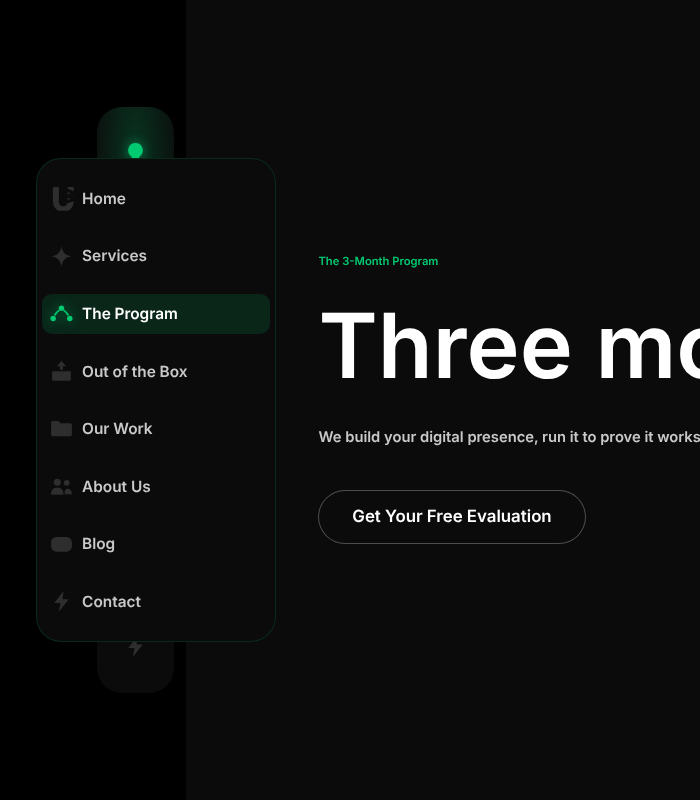 Home
Services
The Program
Out of the Box
Our Work
About Us
Blog
Contact
The 3-Month Program
Three mo
We build your digital presence, run it to prove it works
Get Your Free Evaluation